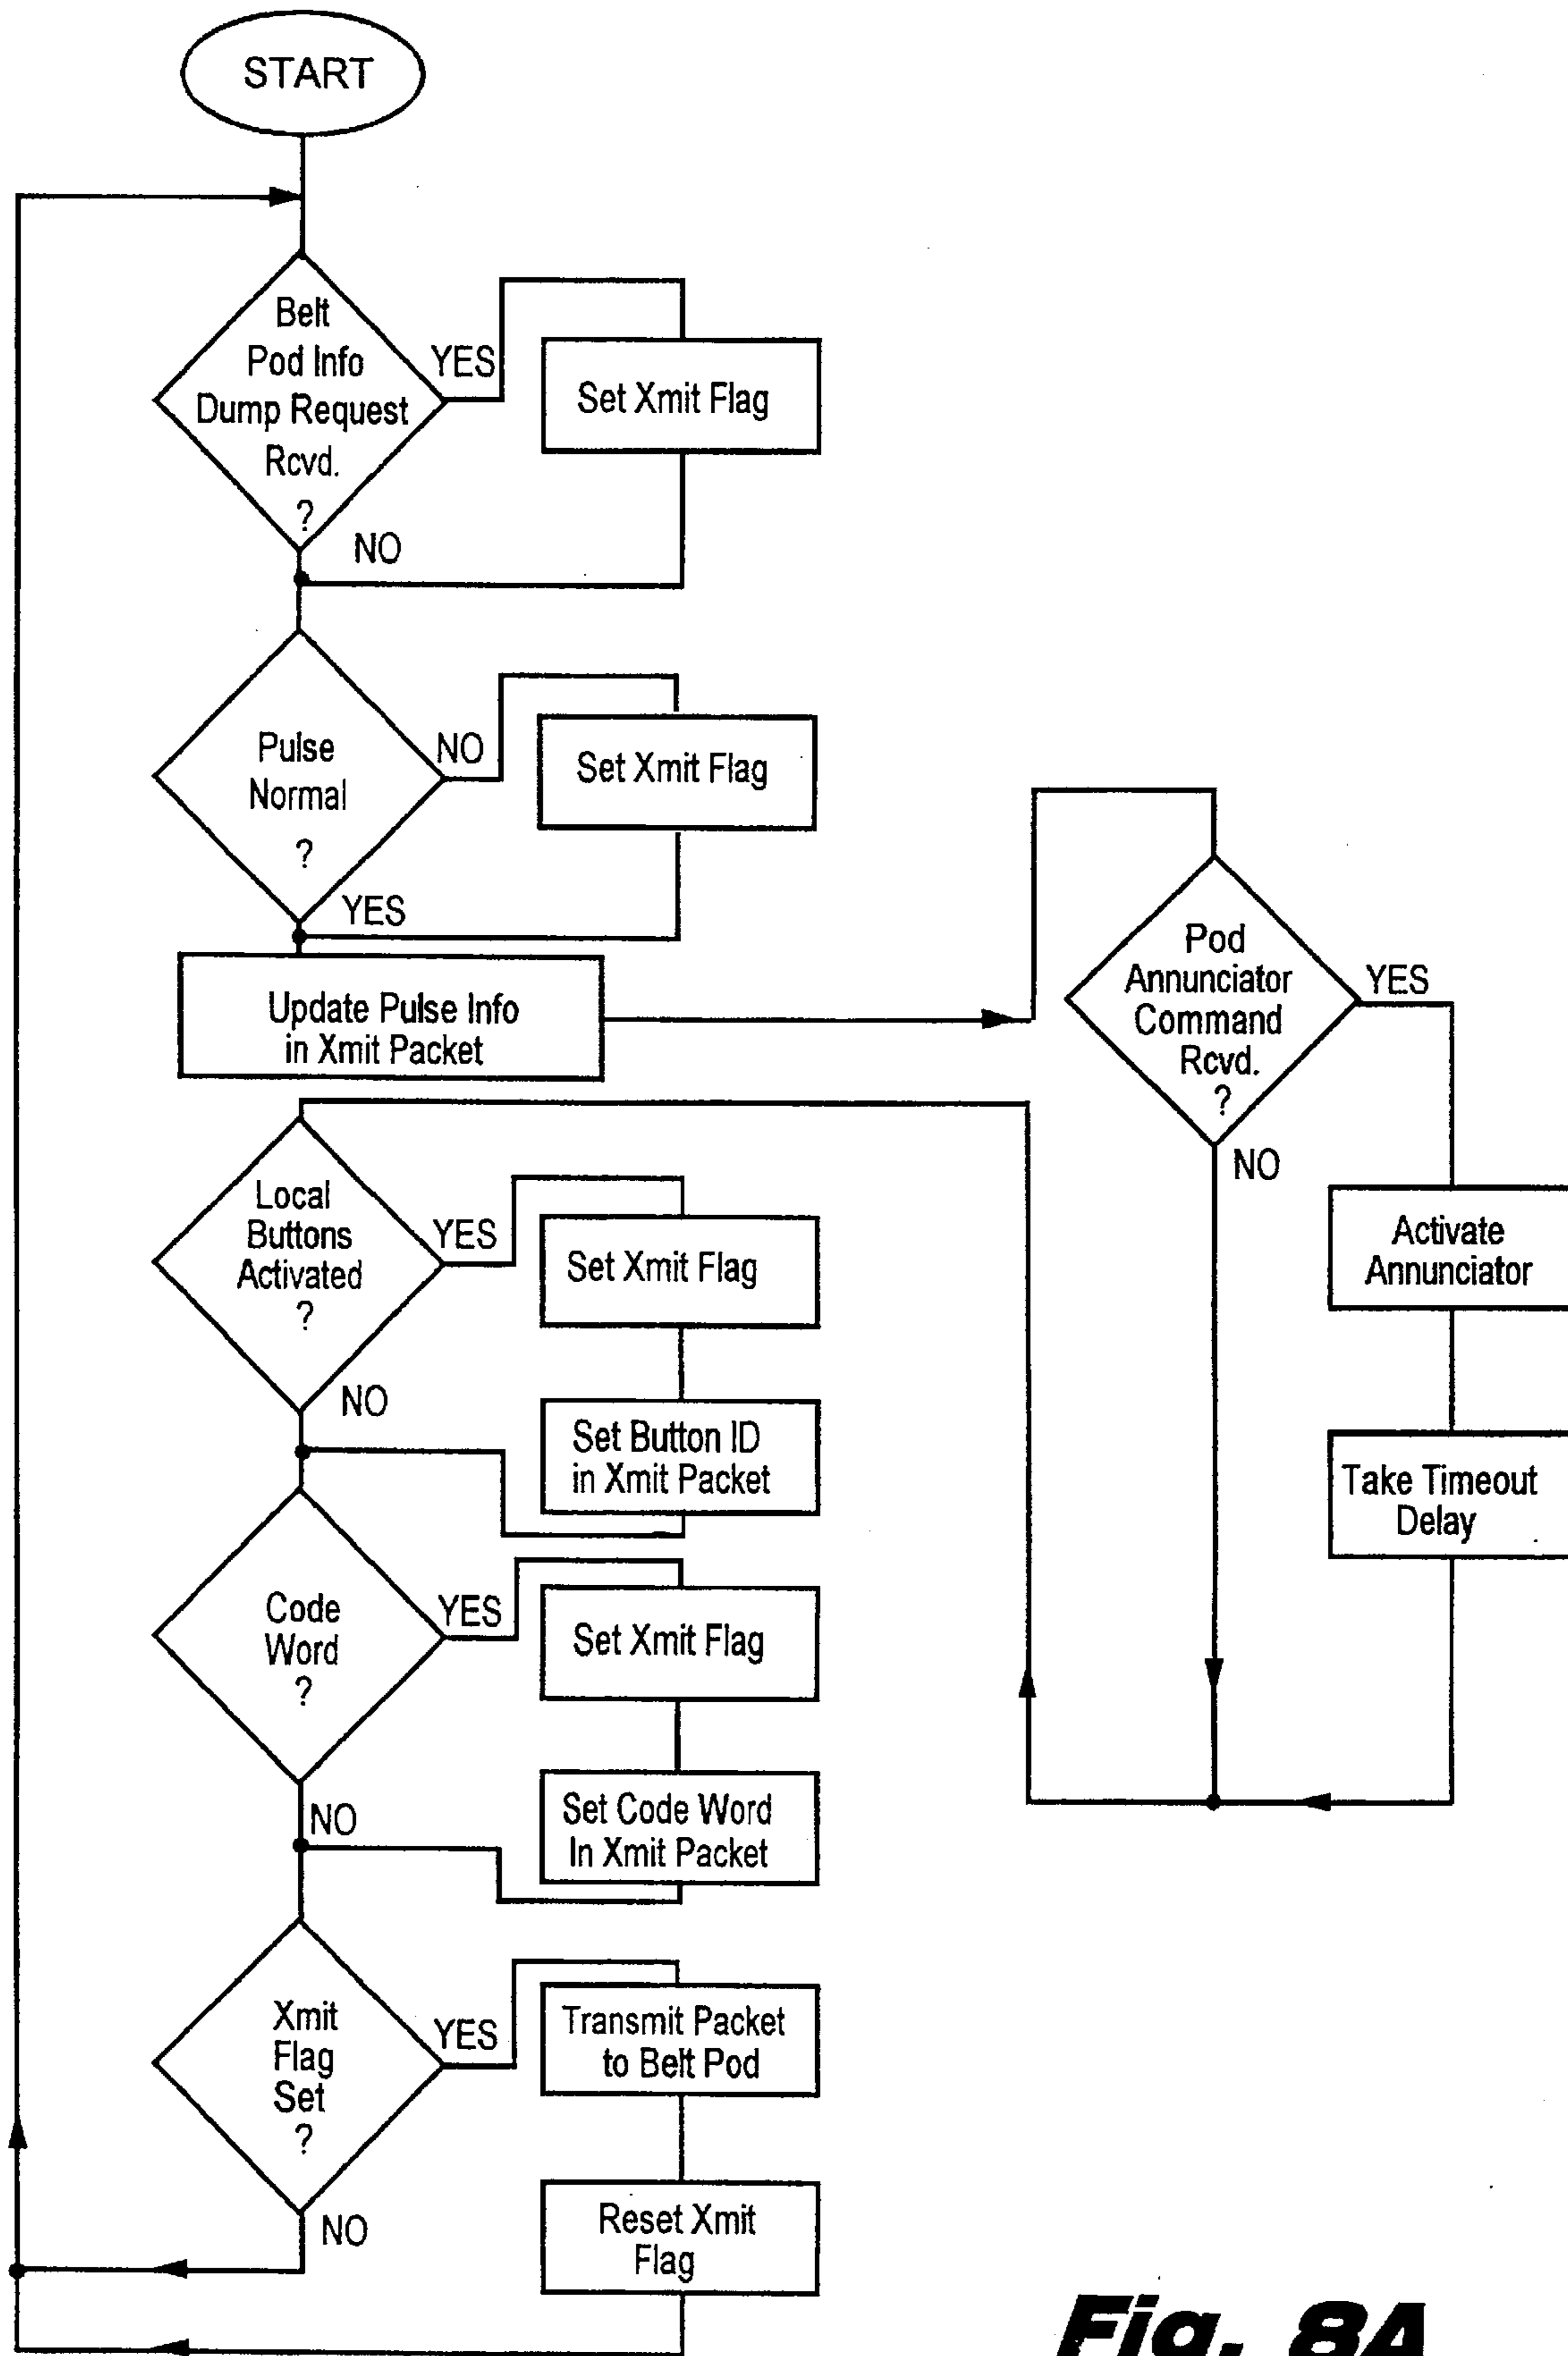 START
Belt
Pod Info
Dump Request
Rcvd.
?
YES
Set Xmit Flag
NO
Pulse
Normal
?
NO
Set Xmit Flag
YES
Update Pulse Info
in Xmit Packet
Pod
Annunciator
Command
Rcvd.
?
YES
NO
Activate
Annunciator
Take Timeout
Delay
Local
Buttons
Activated
?
YES
Set Xmit Flag
NO
Set Button ID
in Xmit Packet
Code
Word
?
YES
Set Xmit Flag
NO
Set Code Word
In Xmit Packet
Xmit
Flag
Set
?
YES
Transmit Packet
to Belt Pod
NO
Reset Xmit
Flag
Fig. 8A